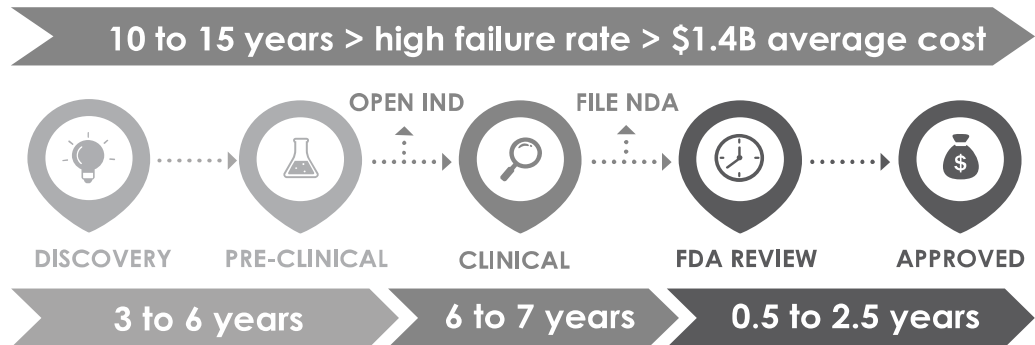 10 to 15 years > high failure rate > $1.4B average cost
OPEN IND
FILE NDA
$
DISCOVERY
PRE-CLINICAL
CLINICAL
FDA REVIEW
APPROVED
3 to 6 years
6 to 7 years
0.5 to 2.5 years